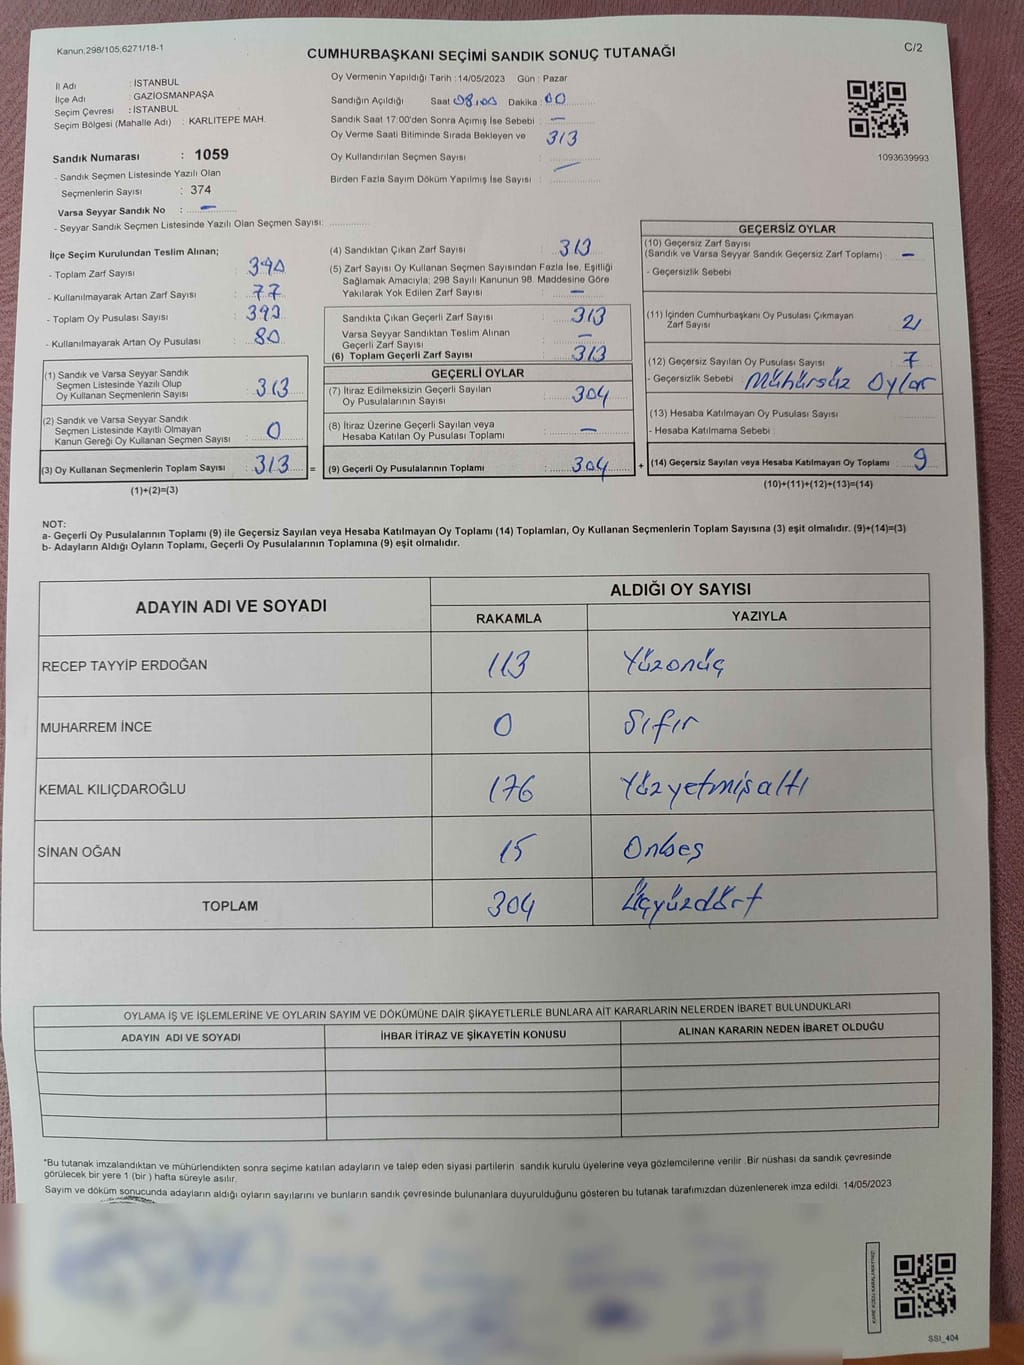 Kanun,298/105,6271/18-1
CUMHURBAŞKANI SEÇİMİ SANDIK SONUÇ TUTANAĞI
C/2
İl Adı : İSTANBUL
İlçe Adı : GAZİOSMANPAŞA
Seçim Çevresi : İSTANBUL
Seçim Bölgesi (Mahalle Adı) : KARLITEPE MAH.
Sandık Numarası : 1059
- Sandık Seçmen Listesinde Yazılı Olan
Seçmenlerin Sayısı : 374
Varsa Seyyar Sandık No : -
- Seyyar Sandık Seçmen Listesinde Yazılı Olan Seçmen Sayısı:
Oy Vermenin Yapıldığı Tarih :14/05/2023 Gün : Pazar
Sandığın Açıldığı Saat 08:00 Dakika : 00
Sandık Saat 17:00'den Sonra Açımış İse Sebebi : -
Oy Verme Saati Bitiminde Sırada Bekleyen ve 313
Oy Kullandırılan Seçmen Sayısı :
Birden Fazla Sayım Döküm Yapılmış İse Sayısı : -
1093639993
İlçe Seçim Kurulundan Teslim Alınan;
- Toplam Zarf Sayısı : 390
- Kullanılmayarak Artan Zarf Sayısı : 77
- Toplam Oy Pusulası Sayısı : 393
- Kullanılmayarak Artan Oy Pusulası : 80
(1) Sandık ve Varsa Seyyar Sandık
Seçmen Listesinde Yazılı Olup
Oy Kullanan Seçmenlerin Sayısı : 313
(2) Sandık ve Varsa Seyyar Sandık
Seçmen Listesinde Kayıtlı Olmayan
Kanun Gereği Oy Kullanan Seçmen Sayısı : 0
(3) Oy Kullanan Seçmenlerin Toplam Sayısı : 313 =
(1)+(2)=(3)
(4) Sandıktan Çıkan Zarf Sayısı : 313
(5) Zarf Sayısı Oy Kullanan Seçmen Sayısından Fazla İse, Eşitliği
Sağlamak Amacıyla; 298 Sayılı Kanunun 98. Maddesine Göre
Yakılarak Yok Edilen Zarf Sayısı : -
Sandıkta Çıkan Geçerli Zarf Sayısı : 313
Varsa Seyyar Sandıktan Teslim Alınan
Geçerli Zarf Sayısı : -
(6) Toplam Geçerli Zarf Sayısı : 313
GEÇERLİ OYLAR
(7) İtiraz Edilmeksizin Geçerli Sayılan
Oy Pusulalarının Sayısı : 304
(8) İtiraz Üzerine Geçerli Sayılan veya
Hesaba Katılan Oy Pusulası Toplamı : -
(9) Geçerli Oy Pusulalarının Toplamı : 304 +
GEÇERSİZ OYLAR
(10) Geçersiz Zarf Sayısı
(Sandık ve Varsa Seyyar Sandık Geçersiz Zarf Toplamı) : -
- Geçersizlik Sebebi
(11) İçinden Cumhurbaşkanı Oy Pusulası Çıkmayan
Zarf Sayısı : 2
(12) Geçersiz Sayılan Oy Pusulası Sayısı : 7
- Geçersizlik Sebebi Mühürsüz Oylar
(13) Hesaba Katılmayan Oy Pusulası Sayısı
- Hesaba Katılmama Sebebi :
(14) Geçersiz Sayılan veya Hesaba Katılmayan Oy Toplamı : 9
(10)+(11)+(12)+(13)=(14)
NOT:
a- Geçerli Oy Pusulalarının Toplamı (9) ile Geçersiz Sayılan veya Hesaba Katılmayan Oy Toplamı (14) Toplamları, Oy Kullanan Seçmenlerin Toplam Sayısına (3) eşit olmalıdır. (9)+(14)=(3)
b- Adayların Aldığı Oyların Toplamı, Geçerli Oy Pusulalarının Toplamına (9) eşit olmalıdır.
ADAYIN ADI VE SOYADI ALDIĞI OY SAYISI
RAKAMLA YAZIYLA
RECEP TAYYİP ERDOĞAN 113 Yüzonüç
MUHARREM İNCE 0 Sıfır
KEMAL KILIÇDAROĞLU 176 Yüzyetmişaltı
SİNAN OĞAN 15 Onbeş
TOPLAM 304 Üçyüzdört
OYLAMA İŞ VE İŞLEMLERİNE VE OYLARIN SAYIM VE DÖKÜMÜNE DAİR ŞİKAYETLERLE BUNLARA AİT KARARLARIN NELERDEN İBARET BULUNDUKLARI
ADAYIN ADI VE SOYADI İHBAR İTİRAZ VE ŞİKAYETİN KONUSU ALINAN KARARIN NEDEN İBARET OLDUĞU
*Bu tutanak imzalandıktan ve mühürlendikten sonra seçime katılan adayların ve talep eden siyasi partilerin sandık kurulu üyelerine veya gözlemcilerine verilir .Bir nüshası da sandık çevresinde
görülecek bir yere 1 (bir ) hafta süreyle asılır.
Sayım ve döküm sonucunda adayların aldığı oyların sayılarını ve bunların sandık çevresinde bulunanlara duyurulduğunu gösteren bu tutanak tarafımızdan düzenlenerek imza edildi. 14/05/2023
SSI_404